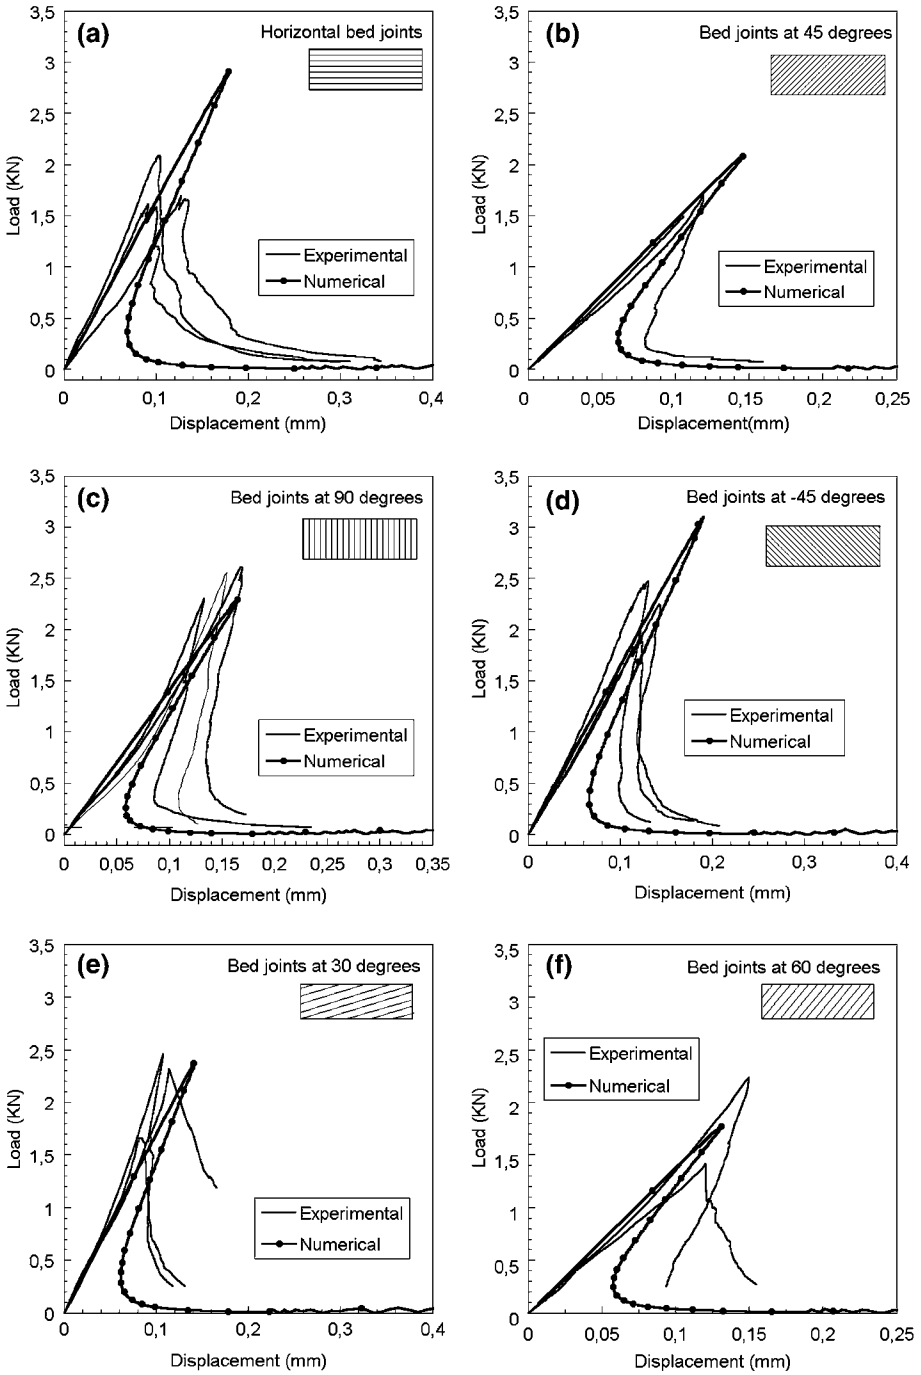 (a)
Horizontal bed joints
3,5
3
2,5
2
1,5
1
0,5
0
Load (KN)
Experimental
Numerical
0 0,1 0,2 0,3 0,4
Displacement (mm)
(b)
Bed joints at 45 degrees
3,5
3
2,5
2
1,5
1
0,5
0
Load (KN)
Experimental
Numerical
0 0,05 0,1 0,15 0,2 0,25
Displacement(mm)
(c)
Bed joints at 90 degrees
3,5
3
2,5
2
1,5
1
0,5
0
Load (KN)
Experimental
Numerical
0 0,05 0,1 0,15 0,2 0,25 0,3 0,35
Displacement (mm)
(d)
Bed joints at -45 degrees
3,5
3
2,5
2
1,5
1
0,5
0
Load (KN)
Experimental
Numerical
0 0,1 0,2 0,3 0,4
Displacement (mm)
(e)
Bed joints at 30 degrees
3,5
3
2,5
2
1,5
1
0,5
0
Load (KN)
Experimental
Numerical
0 0,1 0,2 0,3 0,4
Displacement (mm)
(f)
Bed joints at 60 degrees
3,5
3
2,5
2
1,5
1
0,5
0
Load (KN)
Experimental
Numerical
0 0,05 0,1 0,15 0,2 0,25
Displacement (mm)